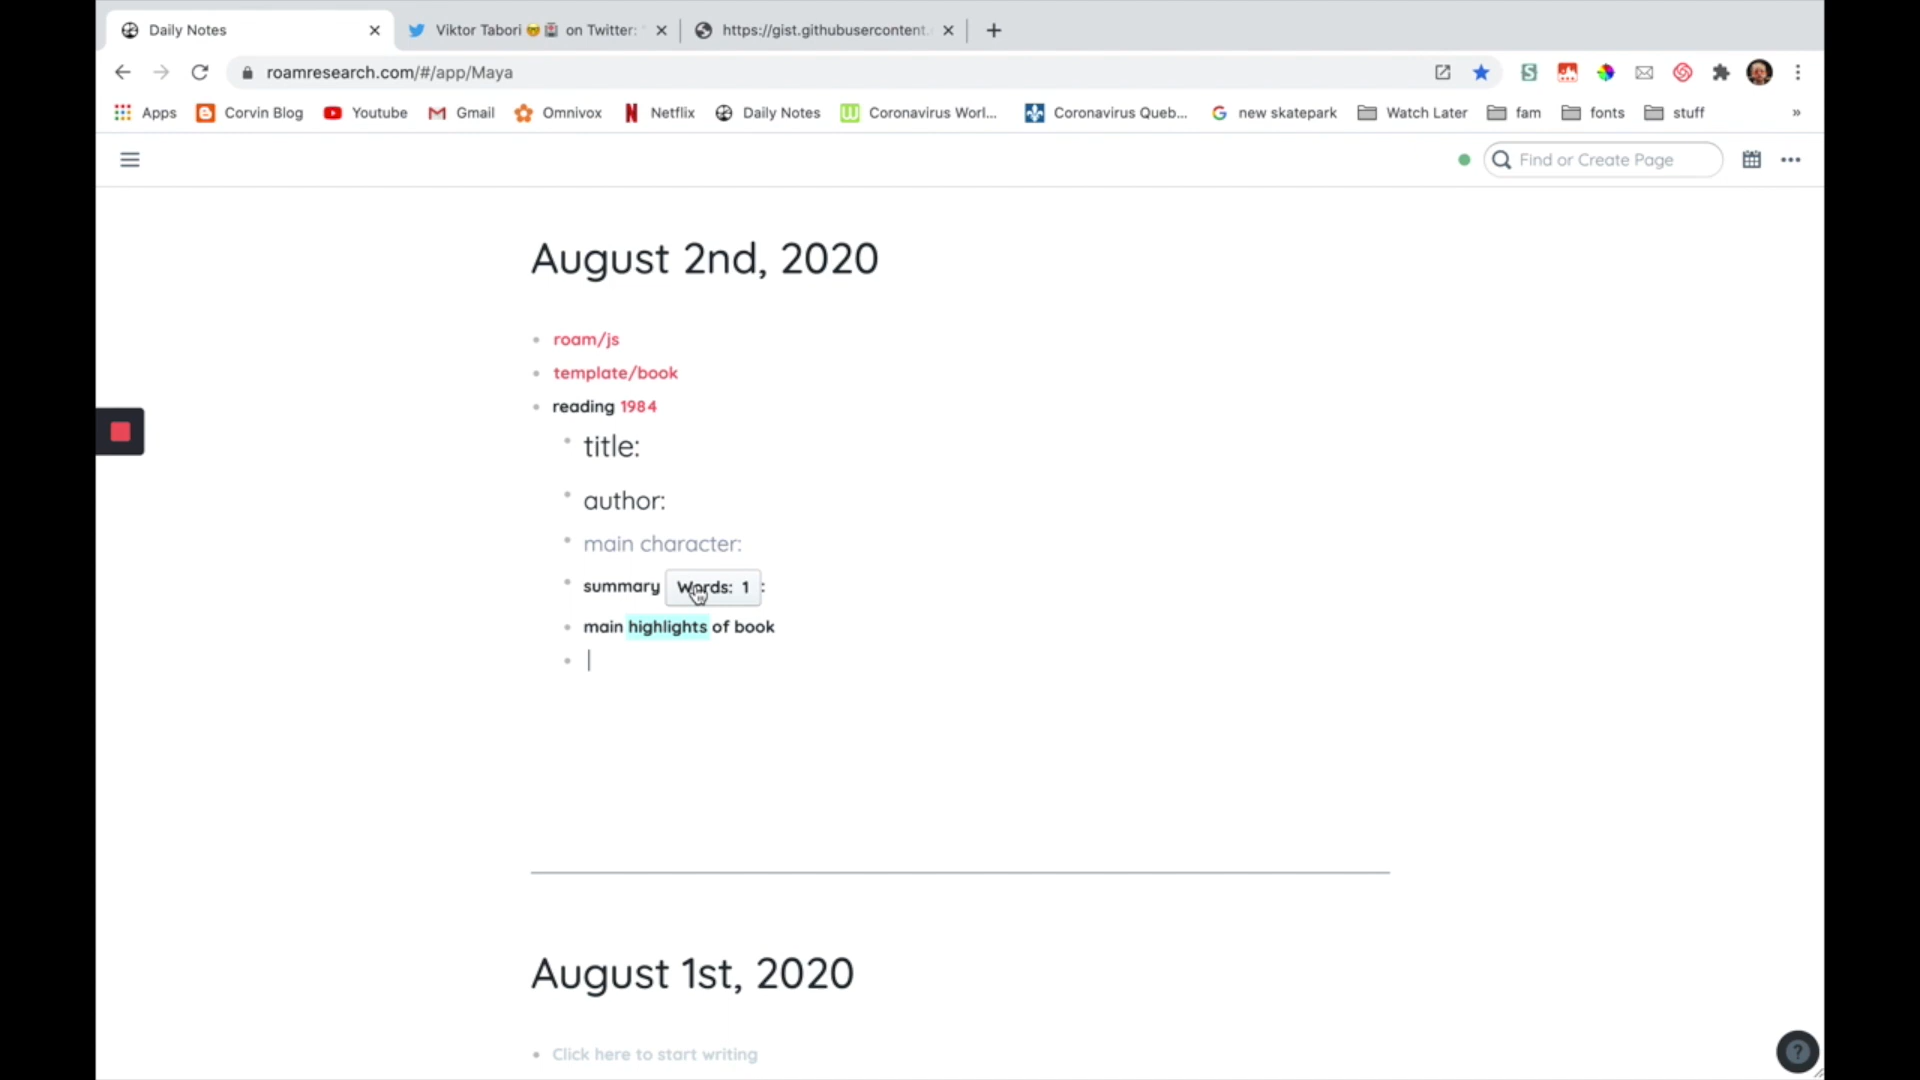 Daily Notes
Viktor Tabori 🤓 🏥 on Twitter: "
https://gist.githubusercontent.
roamresearch.com/#/app/Maya
Apps Corvin Blog Youtube Gmail Omnivox Netflix Daily Notes Coronavirus Worl... Coronavirus Queb... new skatepark Watch Later fam fonts stuff »
Find or Create Page
August 2nd, 2020
roam/js
template/book
reading 1984
title:
author:
main character:
summary Words: 1 :
main highlights of book
August 1st, 2020
Click here to start writing